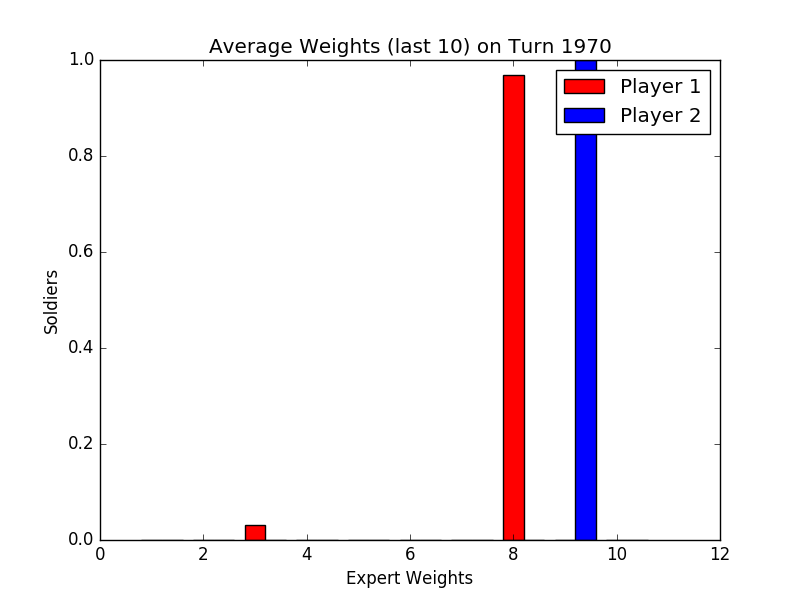 Average Weights (last 10) on Turn 1970
1.0
0.8
0.6
0.4
0.2
0.0
Soldiers
Player 1
Player 2
0 2 4 6 8 10 12
Expert Weights